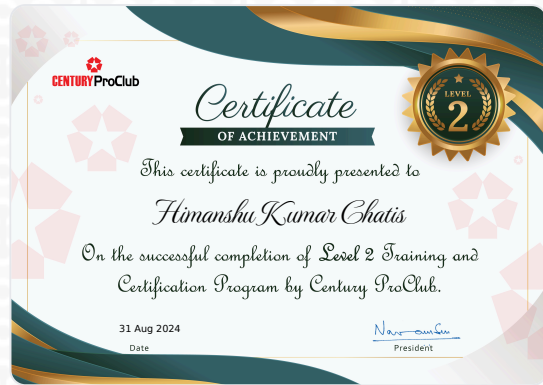 CENTURY ProClub
LEVEL
2
Certificate
OF ACHIEVEMENT
This certificate is proudly presented to
Himanshu Kumar Chatis
On the successful completion of Level 2 Training and
Certification Program by Century ProClub.
31 Aug 2024
Date
President